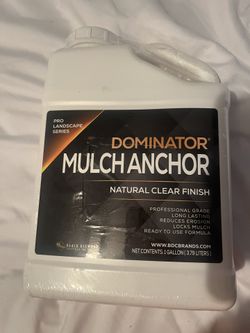 PRO
LANDSCAPE
SERIES
DOMINATOR
MULCH ANCHOR
NATURAL CLEAR FINISH
PROFESSIONAL GRADE
LONG LASTING
REDUCES EROSION
LOCKS MULCH
READY TO USE FORMULA
WWW.BDCBRANDS.COM
NET CONTENTS: 1 GALLON ( 3.79 LITERS )